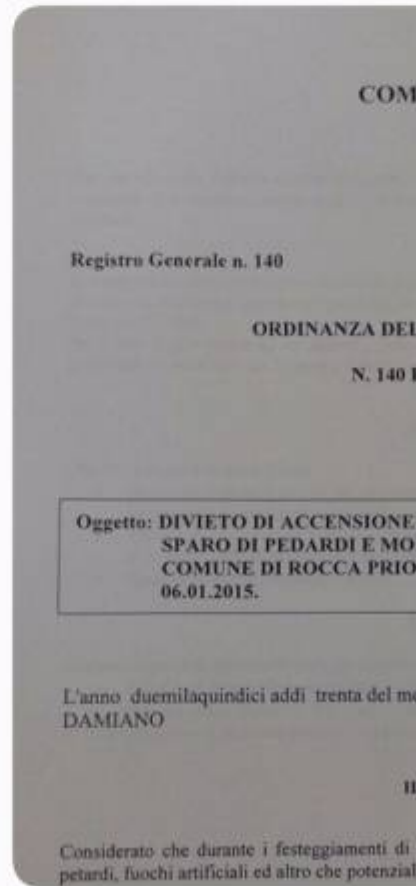 COM
Registro Generale n. 140
ORDINANZA DEL
N. 140
Oggetto: DIVIETO DI ACCENSIONE
SPARO DI PEDARDI E MO
COMUNE DI ROCCA PRIO
06.01.2015.
L'anno duemilaquindici addì trenta del me
DAMIANO
Considerato che durante i festeggiamenti di
petardi, fuochi artificiali ed altro che potenzial